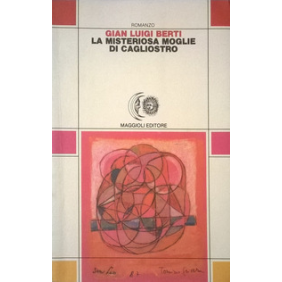 ROMANZO
GIAN LUIGI BERTI
LA MISTERIOSA MOGLIE
DI CAGLIOSTRO
MAGGIOLI EDITORE